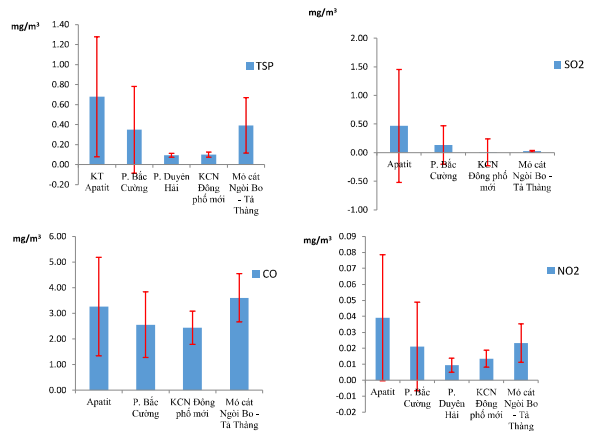 mg/m³
1.40
1.20
1.00
0.80
0.60
0.40
0.20
0.00
0.20
TSP
KT
Apatit
P. Bắc
Cường
P. Duyên
Hải
KCN
Đông
phố mới
Mỏ cát
Ngòi Bo
- Tả
Thàng
mg/m³
2.00
1.50
1.00
0.50
0.00
-0.50
-1.00
SO2
Apatit
P. Bắc
Cường
KCN
Đông phố
mới
Mỏ cát
Ngòi Bo -
Tả Thàng
mg/m³
6.00
5.00
4.00
3.00
2.00
1.00
0.00
CO
Apatit
P. Bắc
Cường
KCN Đông
phố mới
Mỏ cát
Ngòi Bo -
Tả Thàng
mg/m³
0.09
0.08
0.07
0.06
0.05
0.04
0.03
0.02
0.01
0.00
-0.01
-0.02
NO2
Apatit
P. Bắc
Cường
P.
Duyên
Hải
KCN
Đông
phố mới
Mỏ cát
Ngòi Bo -
Tả Thàng